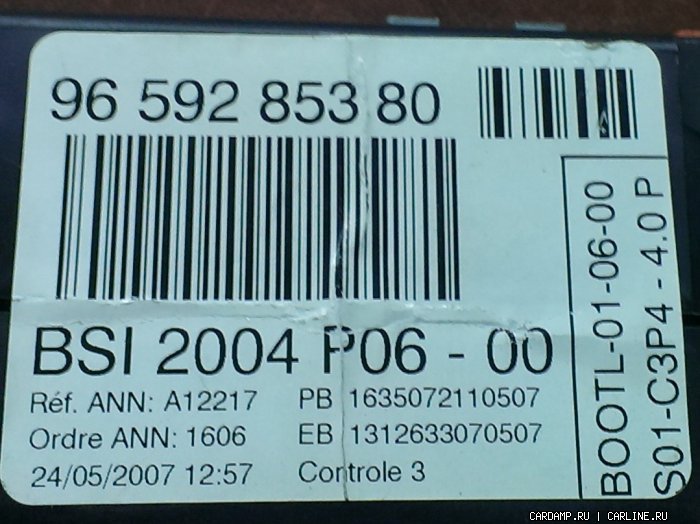 96 592 853 80
BSI 2004 P06 - 00
Réf. ANN: A12217 PB 1635072110507
Ordre ANN: 1606 EB 1312633070507
24/05/2007 12:57 Controle 3
BOOTL-01-06-00
S01-C3P4 - 4.0 P
CARDAMP.RU | CARLINE.RU